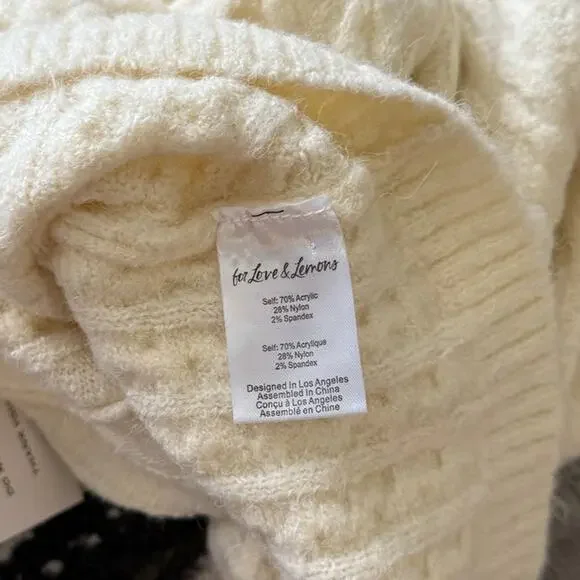 for Love & Lemons
Self: 70% Acrylic
28% Nylon
2% Spandex
Self: 70% Acrylique
28% Nylon
2% Spandex
Designed In Los Angeles
Assembled in China
Conçu à Los Angeles
Assemblé en Chine